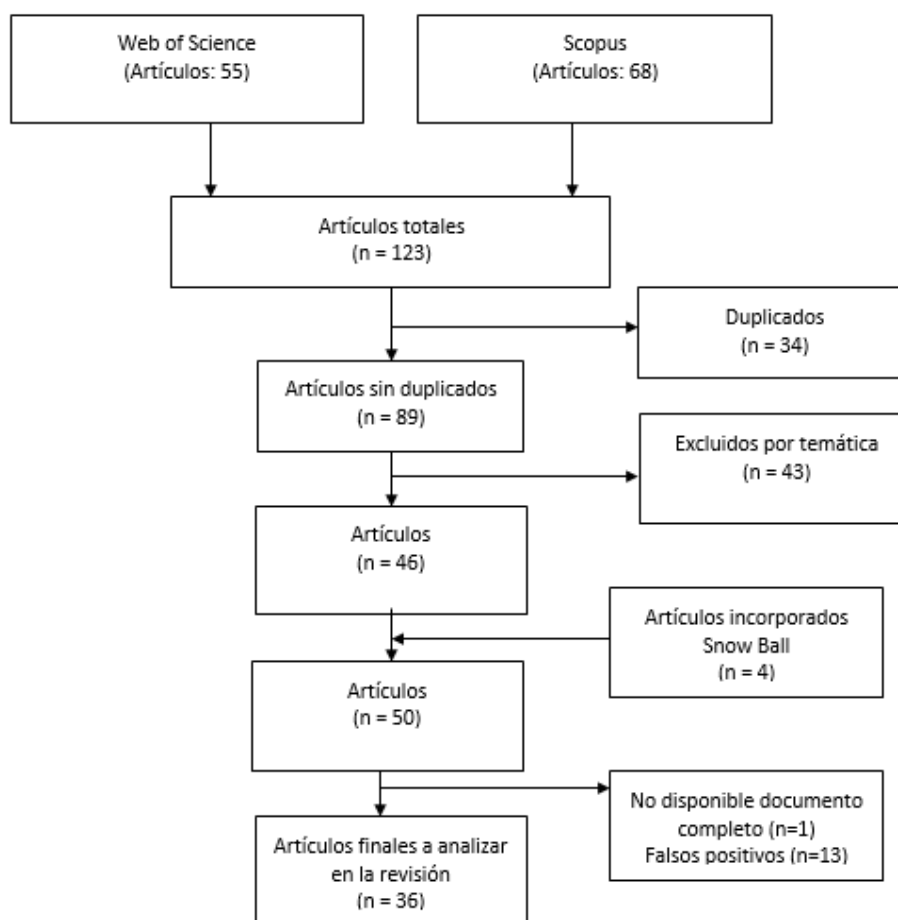 Web of Science
(Artículos: 55)
Scopus
(Artículos: 68)
Artículos totales
(n = 123)
Duplicados
(n = 34)
Artículos sin duplicados
(n = 89)
Excluidos por temática
(n = 43)
Artículos
(n = 46)
Artículos incorporados
Snow Ball
(n = 4)
Artículos
(n = 50)
No disponible documento
completo (n=1)
Falsos positivos (n=13)
Artículos finales a analizar
en la revisión
(n = 36)